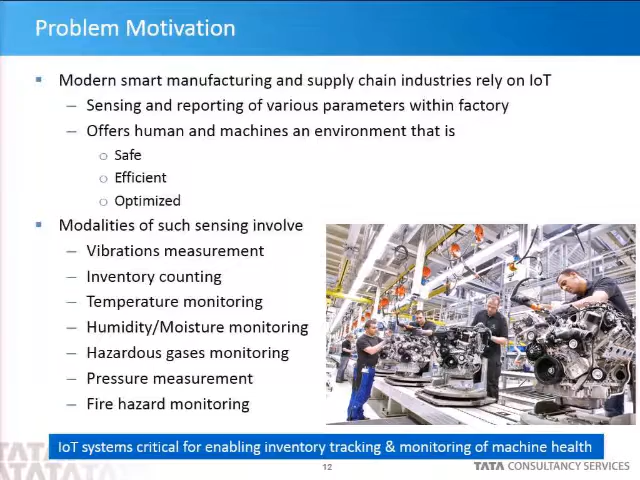 Problem Motivation
Modern smart manufacturing and supply chain industries rely on IoT
– Sensing and reporting of various parameters within factory
– Offers human and machines an environment that is
Safe
Efficient
Optimized
Modalities of such sensing involve
– Vibrations measurement
– Inventory counting
– Temperature monitoring
– Humidity/Moisture monitoring
– Hazardous gases monitoring
– Pressure measurement
– Fire hazard monitoring
IoT systems critical for enabling inventory tracking & monitoring of machine health
TATA
TATATATA
12
TATA CONSULTANCY SERVICES